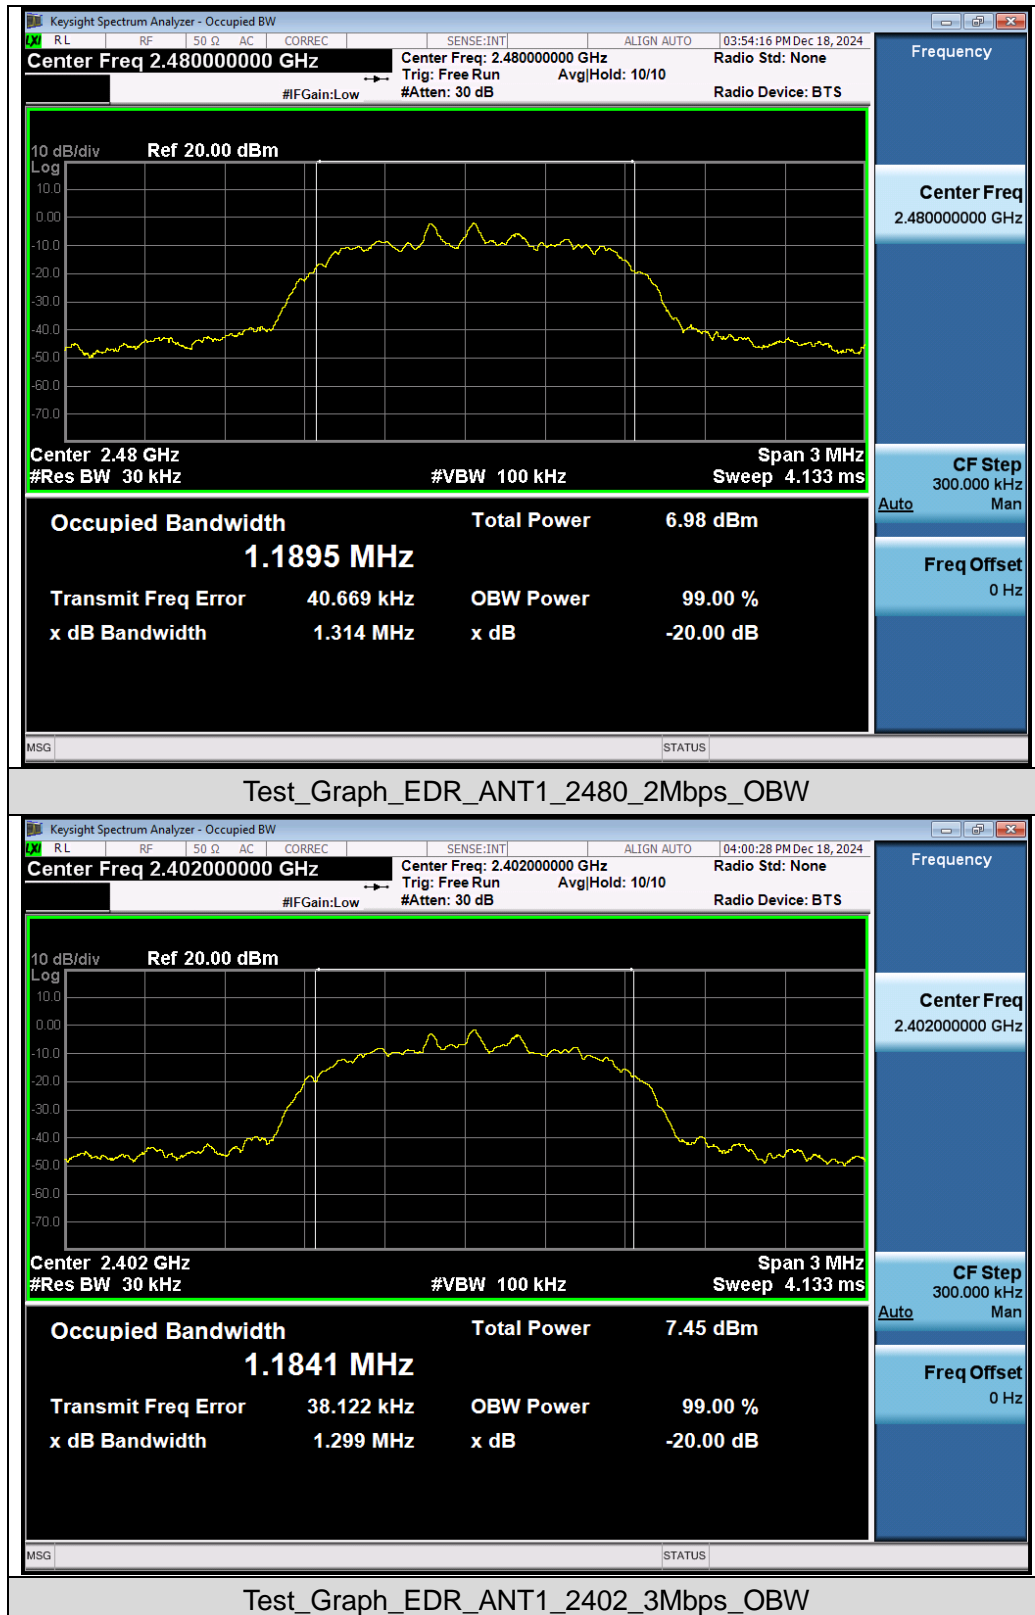 Keysight Spectrum Analyzer - Occupied BW
LXI RL RF 50 Ω AC CORREC SENSE:INT ALIGN AUTO 03:54:16 PM Dec 18, 2024
Center Freq 2.480000000 GHz
Center Freq: 2.480000000 GHz
Radio Std: None
Trig: Free Run Avg|Hold: 10/10
#IFGain:Low
#Atten: 30 dB
Radio Device: BTS
10 dB/div Ref 20.00 dBm
Log
10.0
0.00
-10.0
-20.0
-30.0
-40.0
-50.0
-60.0
-70.0
Center 2.48 GHz Span 3 MHz
#Res BW 30 kHz #VBW 100 kHz Sweep 4.133 ms
Occupied Bandwidth Total Power 6.98 dBm
1.1895 MHz
Transmit Freq Error 40.669 kHz OBW Power 99.00 %
x dB Bandwidth 1.314 MHz x dB -20.00 dB
MSG STATUS
Frequency
Center Freq
2.480000000 GHz
CF Step
300.000 kHz
Auto Man
Freq Offset
0 Hz
Test_Graph_EDR_ANT1_2480_2Mbps_OBW
Keysight Spectrum Analyzer - Occupied BW
LXI RL RF 50 Ω AC CORREC SENSE:INT ALIGN AUTO 04:00:28 PM Dec 18, 2024
Center Freq 2.402000000 GHz
Center Freq: 2.402000000 GHz
Radio Std: None
Trig: Free Run Avg|Hold: 10/10
#IFGain:Low
#Atten: 30 dB
Radio Device: BTS
10 dB/div Ref 20.00 dBm
Log
10.0
0.00
-10.0
-20.0
-30.0
-40.0
-50.0
-60.0
-70.0
Center 2.402 GHz Span 3 MHz
#Res BW 30 kHz #VBW 100 kHz Sweep 4.133 ms
Occupied Bandwidth Total Power 7.45 dBm
1.1841 MHz
Transmit Freq Error 38.122 kHz OBW Power 99.00 %
x dB Bandwidth 1.299 MHz x dB -20.00 dB
MSG STATUS
Frequency
Center Freq
2.402000000 GHz
CF Step
300.000 kHz
Auto Man
Freq Offset
0 Hz
Test_Graph_EDR_ANT1_2402_3Mbps_OBW